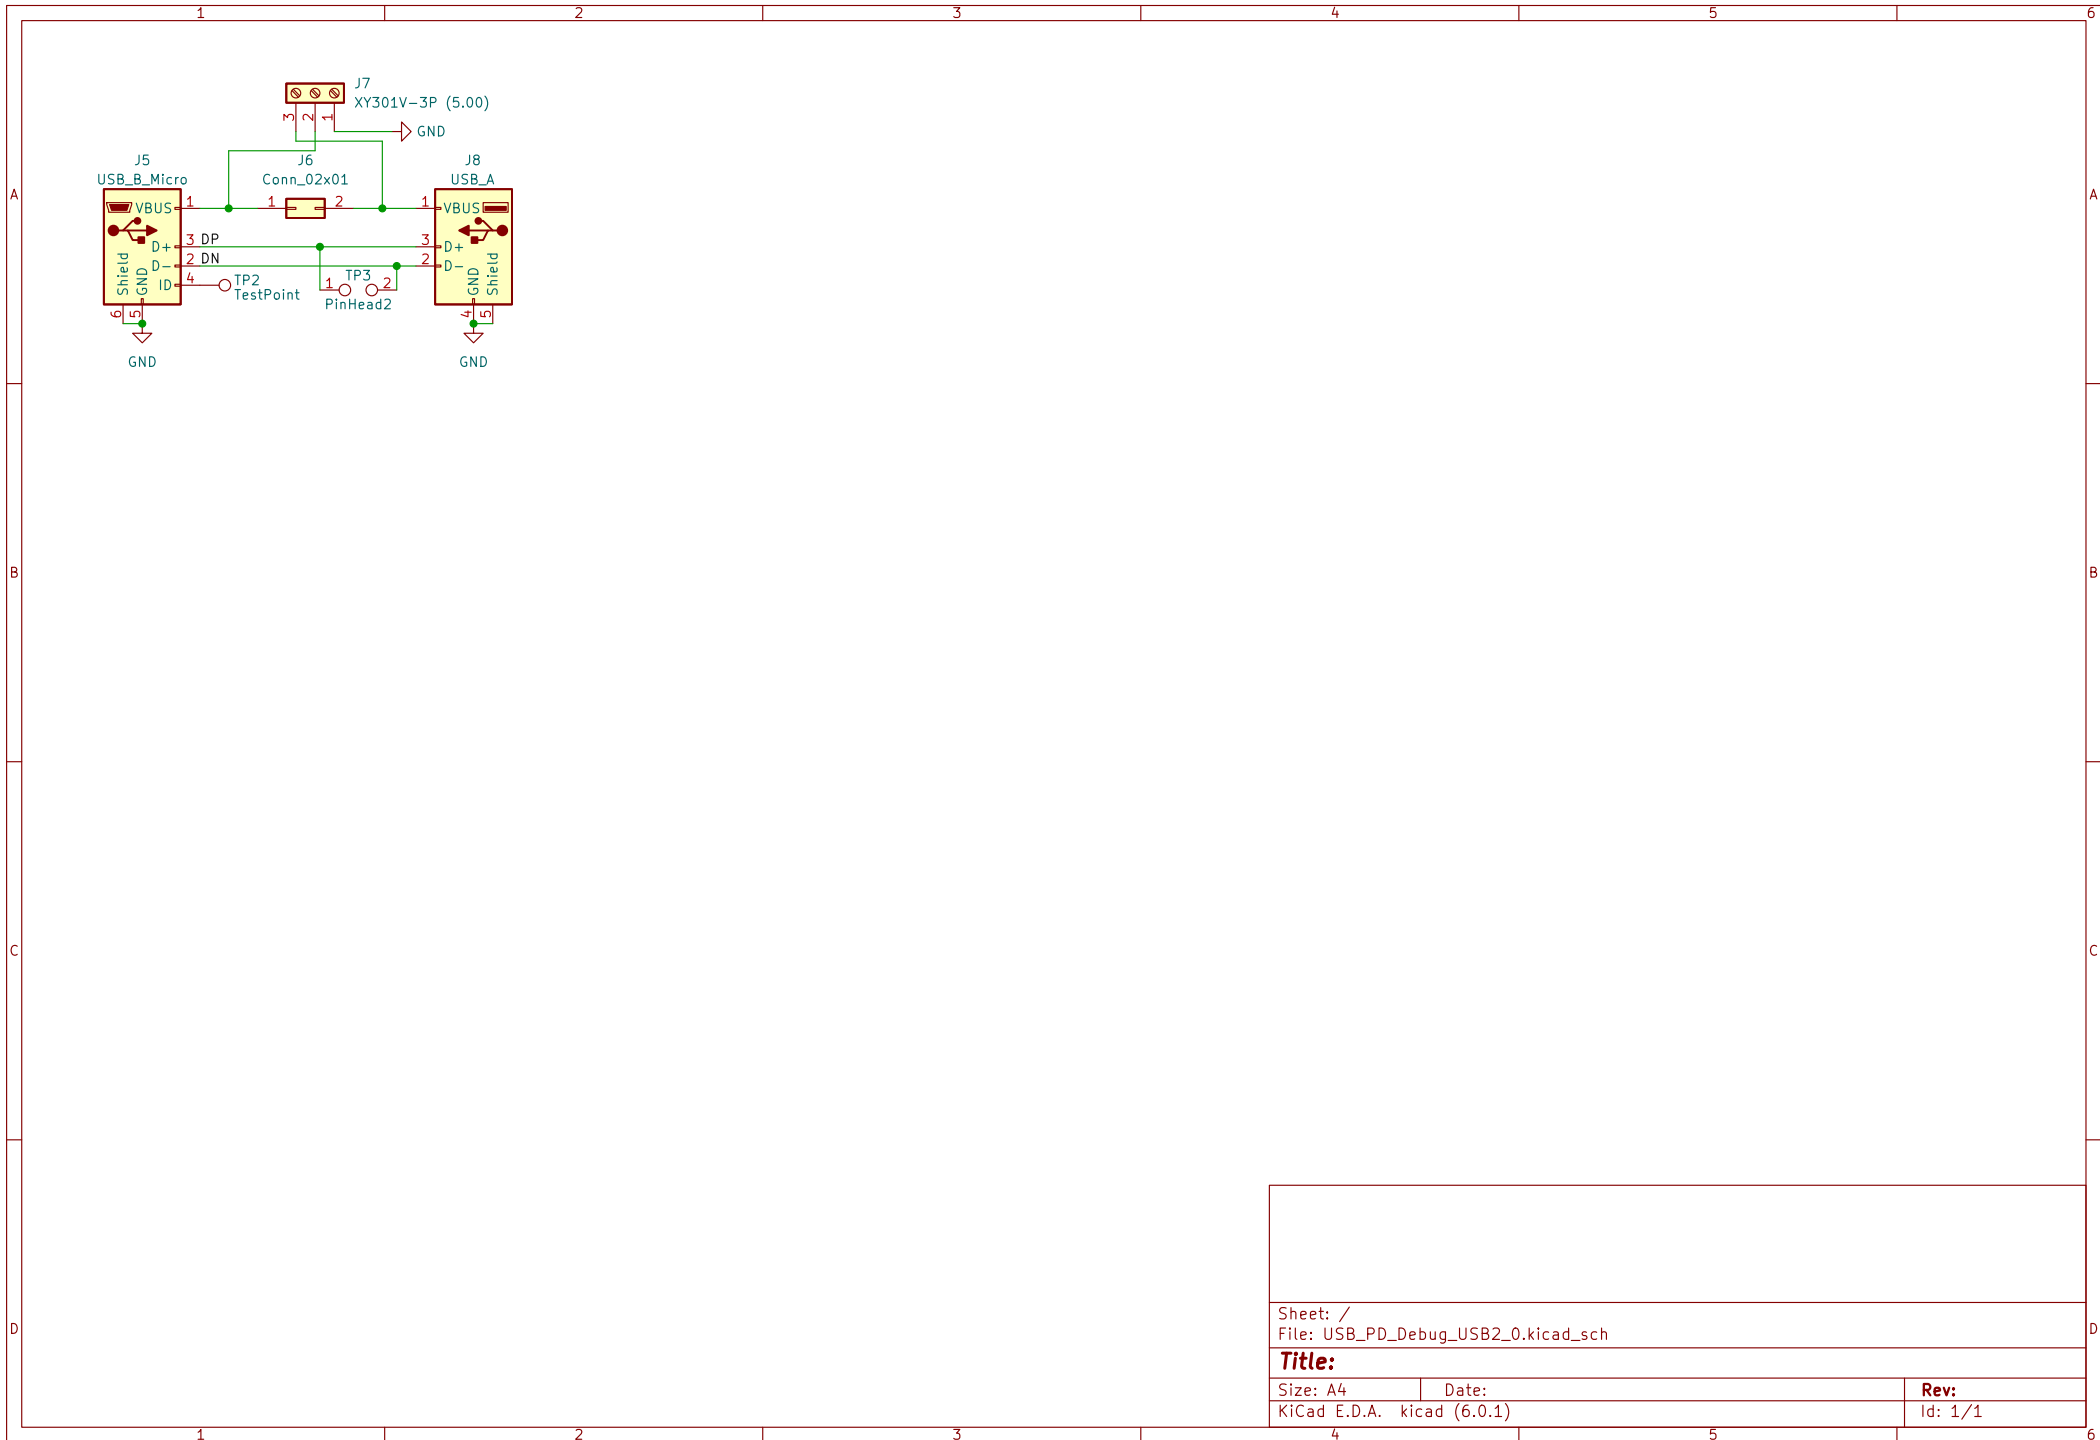 1 2 3 4 5 6
J7
XY301V-3P (5.00)
3 2 1
GND
J5
USB_B_Micro
J6
Conn_02x01
J8
USB_A
A
A
VBUS 1
1 2
1 VBUS
D+ 3 DP
3 D+
D- 2 DN
2 D-
ID 4
TP2
TestPoint
1 TP3 2
PinHead2
Shield
GND
GND
Shield
6 5
4 5
GND
GND
B
B
C
C
D
D
Sheet: /
File: USB_PD_Debug_USB2_0.kicad_sch
Title:
Size: A4 Date: Rev:
KiCad E.D.A. kicad (6.0.1) Id: 1/1
1 2 3 4 5 6